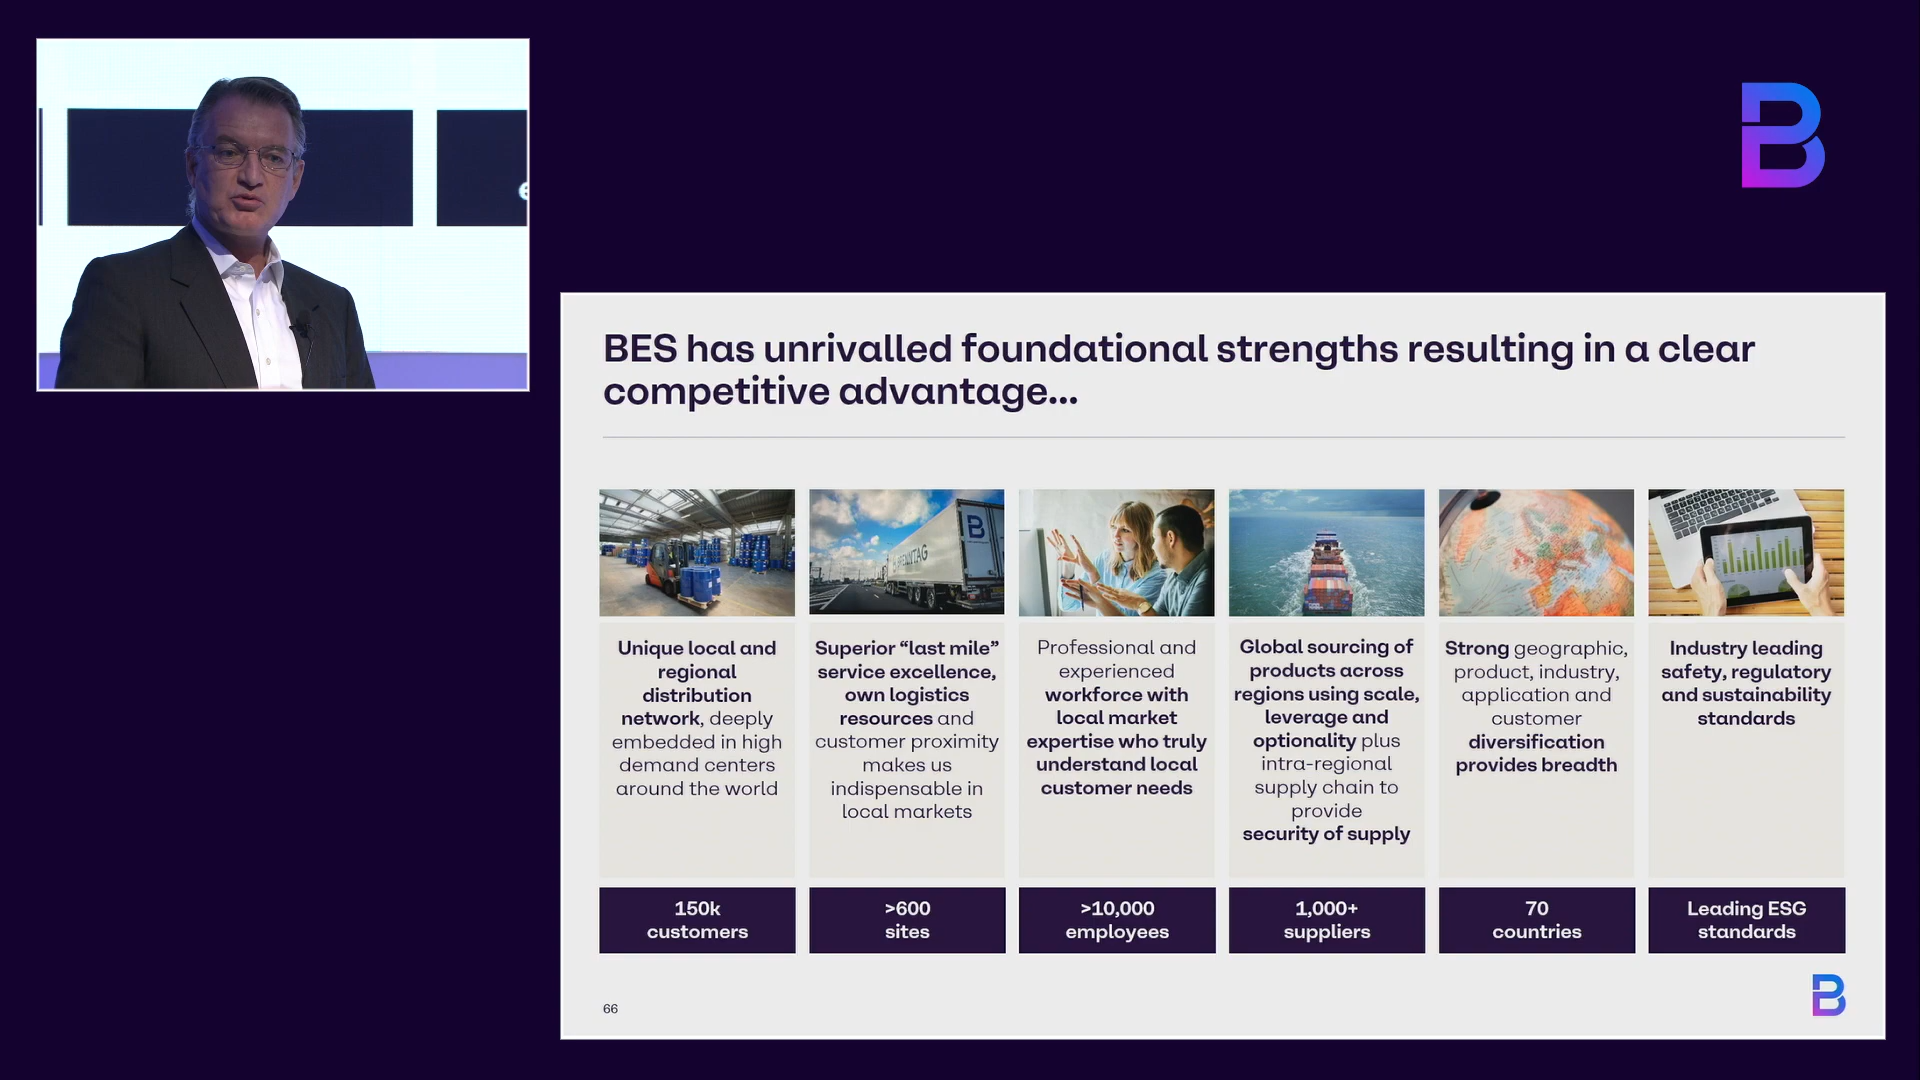 BES has unrivalled foundational strengths resulting in a clear
competitive advantage...
BRENNTAG
Unique local and
regional
distribution
network, deeply
embedded in high
demand centers
around the world
Superior “last mile”
service excellence,
own logistics
resources and
customer proximity
makes us
indispensable in
local markets
Professional and
experienced
workforce with
local market
expertise who truly
understand local
customer needs
Global sourcing of
products across
regions using scale,
leverage and
optionality plus
intra-regional
supply chain to
provide
security of supply
Strong geographic,
product, industry,
application and
customer
diversification
provides breadth
Industry leading
safety, regulatory
and sustainability
standards
150k
customers
>600
sites
>10,000
employees
1,000+
suppliers
70
countries
Leading ESG
standards
66